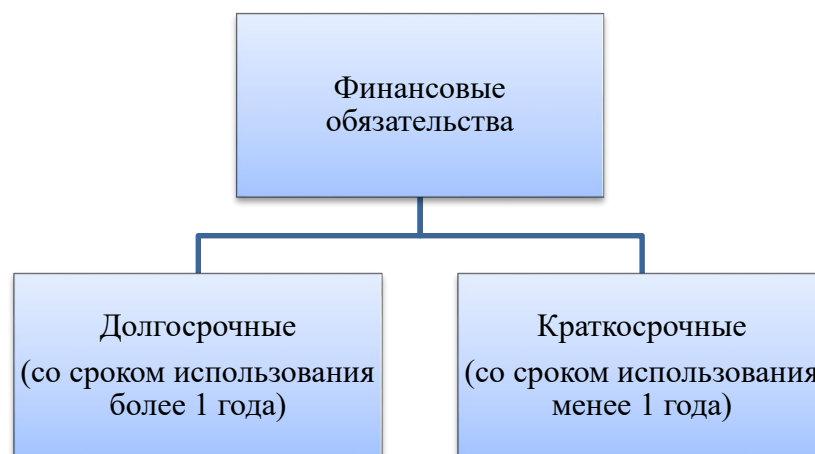 Финансовые
обязательства
Долгосрочные
(со сроком использования
более 1 года)
Краткосрочные
(со сроком использования
менее 1 года)